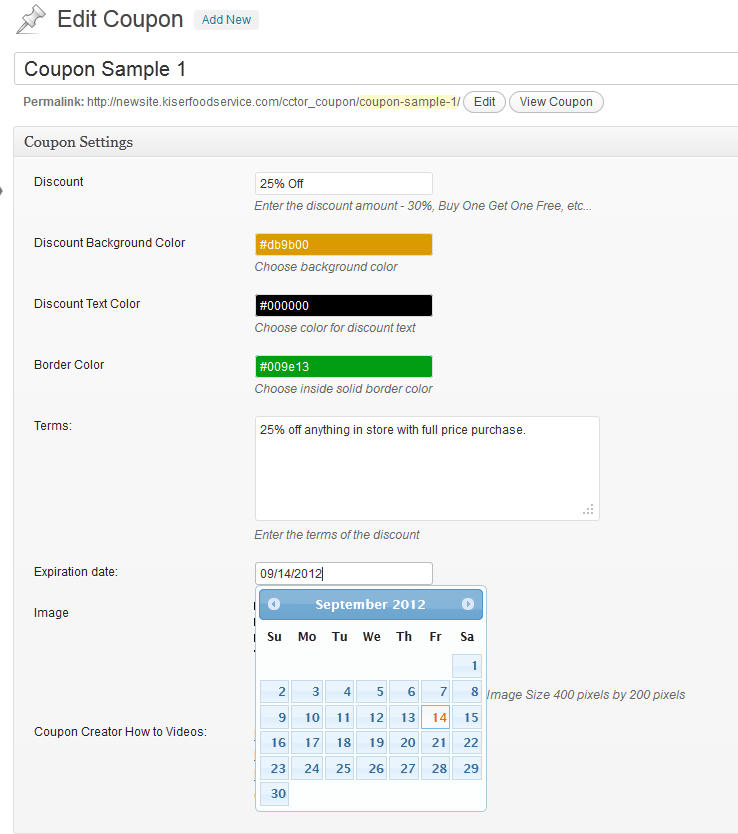 Edit Coupon Add New
Coupon Sample 1
Permalink: http://newsite.kiserfoodservice.com/cctor_coupon/coupon-sample-1/ Edit View Coupon
Coupon Settings
Discount 25% Off
Enter the discount amount - 30%, Buy One Get One Free, etc...
Discount Background Color #db9b00
Choose background color
Discount Text Color #000000
Choose color for discount text
Border Color #009e13
Choose inside solid border color
Terms: 25% off anything in store with full price purchase.
Enter the terms of the discount
Expiration date: 09/14/2012
Image
September 2012
Su Mo Tu We Th Fr Sa
1
2 3 4 5 6 7 8
Image Size 400 pixels by 200 pixels
9 10 11 12 13 14 15
Coupon Creator How to Videos:
16 17 18 19 20 21 22
23 24 25 26 27 28 29
30